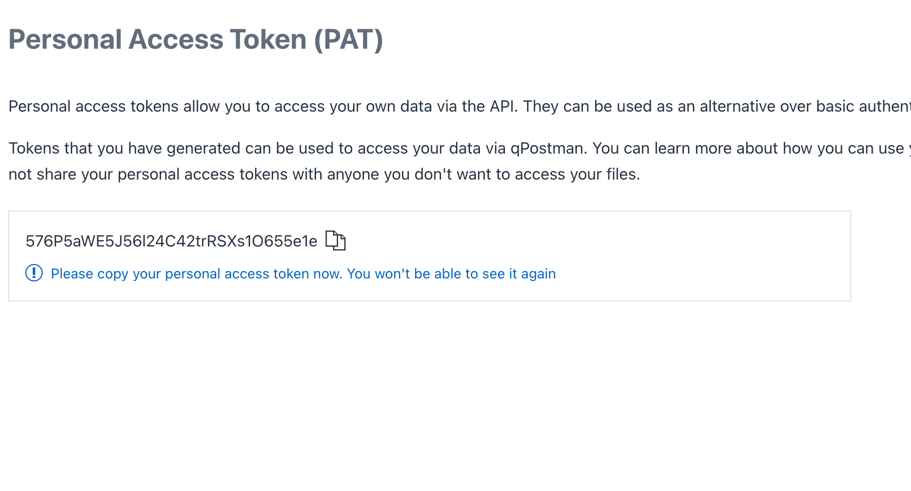 Personal Access Token (PAT)
Personal access tokens allow you to access your own data via the API. They can be used as an alternative over basic authent
Tokens that you have generated can be used to access your data via qPostman. You can learn more about how you can use y
not share your personal access tokens with anyone you don't want to access your files.
576P5aWE5J56l24C42trRSXs1O655e1e
Please copy your personal access token now. You won't be able to see it again